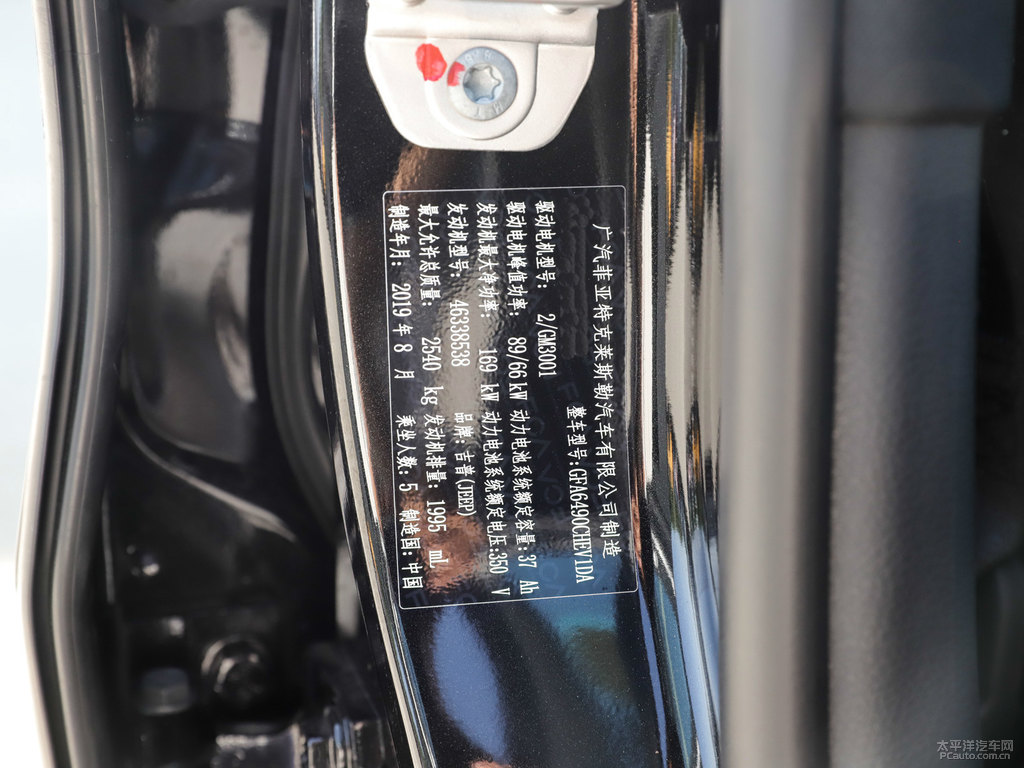 广汽菲亚特克莱斯勒汽车有限公司制造
整车型号:GFA6490CHEV1DA
驱动电机型号: 2/GM3001
驱动电机峰值功率: 89/66 kW 动力电池系统额定容量:37 Ah
发动机最大净功率: 169 kW 动力电池系统额定电压:350 V
发动机型号: 46338538 品牌:吉普(JEEP)
最大允许总质量: 2540 kg 发动机排量: 1995 mL
制造年月: 2019 年 8 月 乘坐人数: 5 制造国:中国
太平洋汽车网
PCauto.com.cn